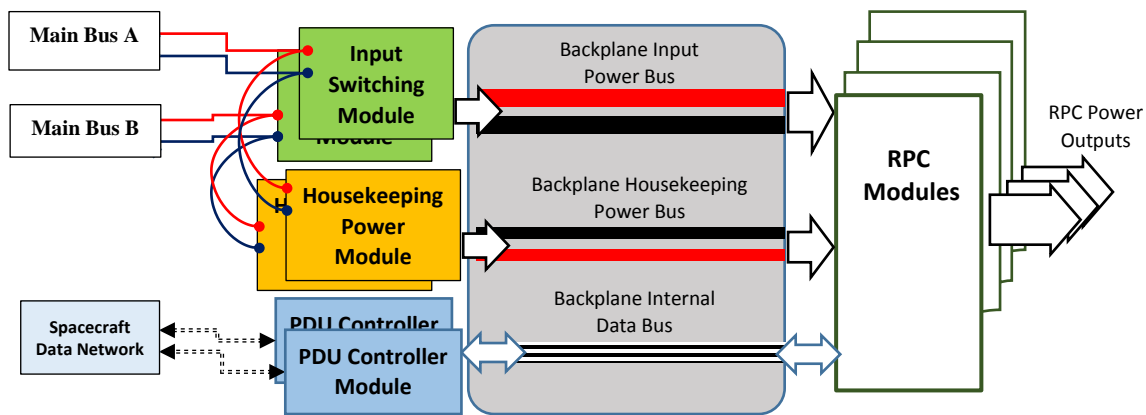 Main Bus A
Main Bus B
Input
Switching
Module
Module
H
Housekeeping
Power
Module
PDU Controller
PDU Controller
Module
Spacecraft
Data Network
Backplane Input
Power Bus
Backplane Housekeeping
Power Bus
Backplane Internal
Data Bus
RPC
Modules
RPC Power
Outputs